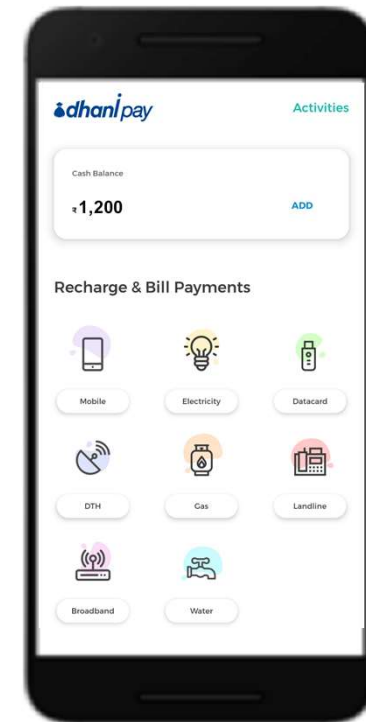 dhanipay
Activities
Cash Balance
₹1,200
ADD
Recharge & Bill Payments
Mobile
Electricity
Datacard
DTH
Gas
Landline
Broadband
Water